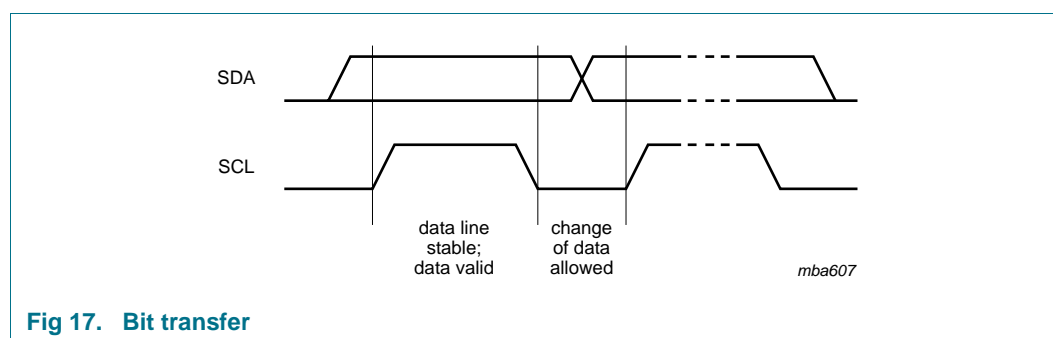 SDA
SCL
data line
stable;
data valid
change
of data
allowed
mba607
Fig 17. Bit transfer